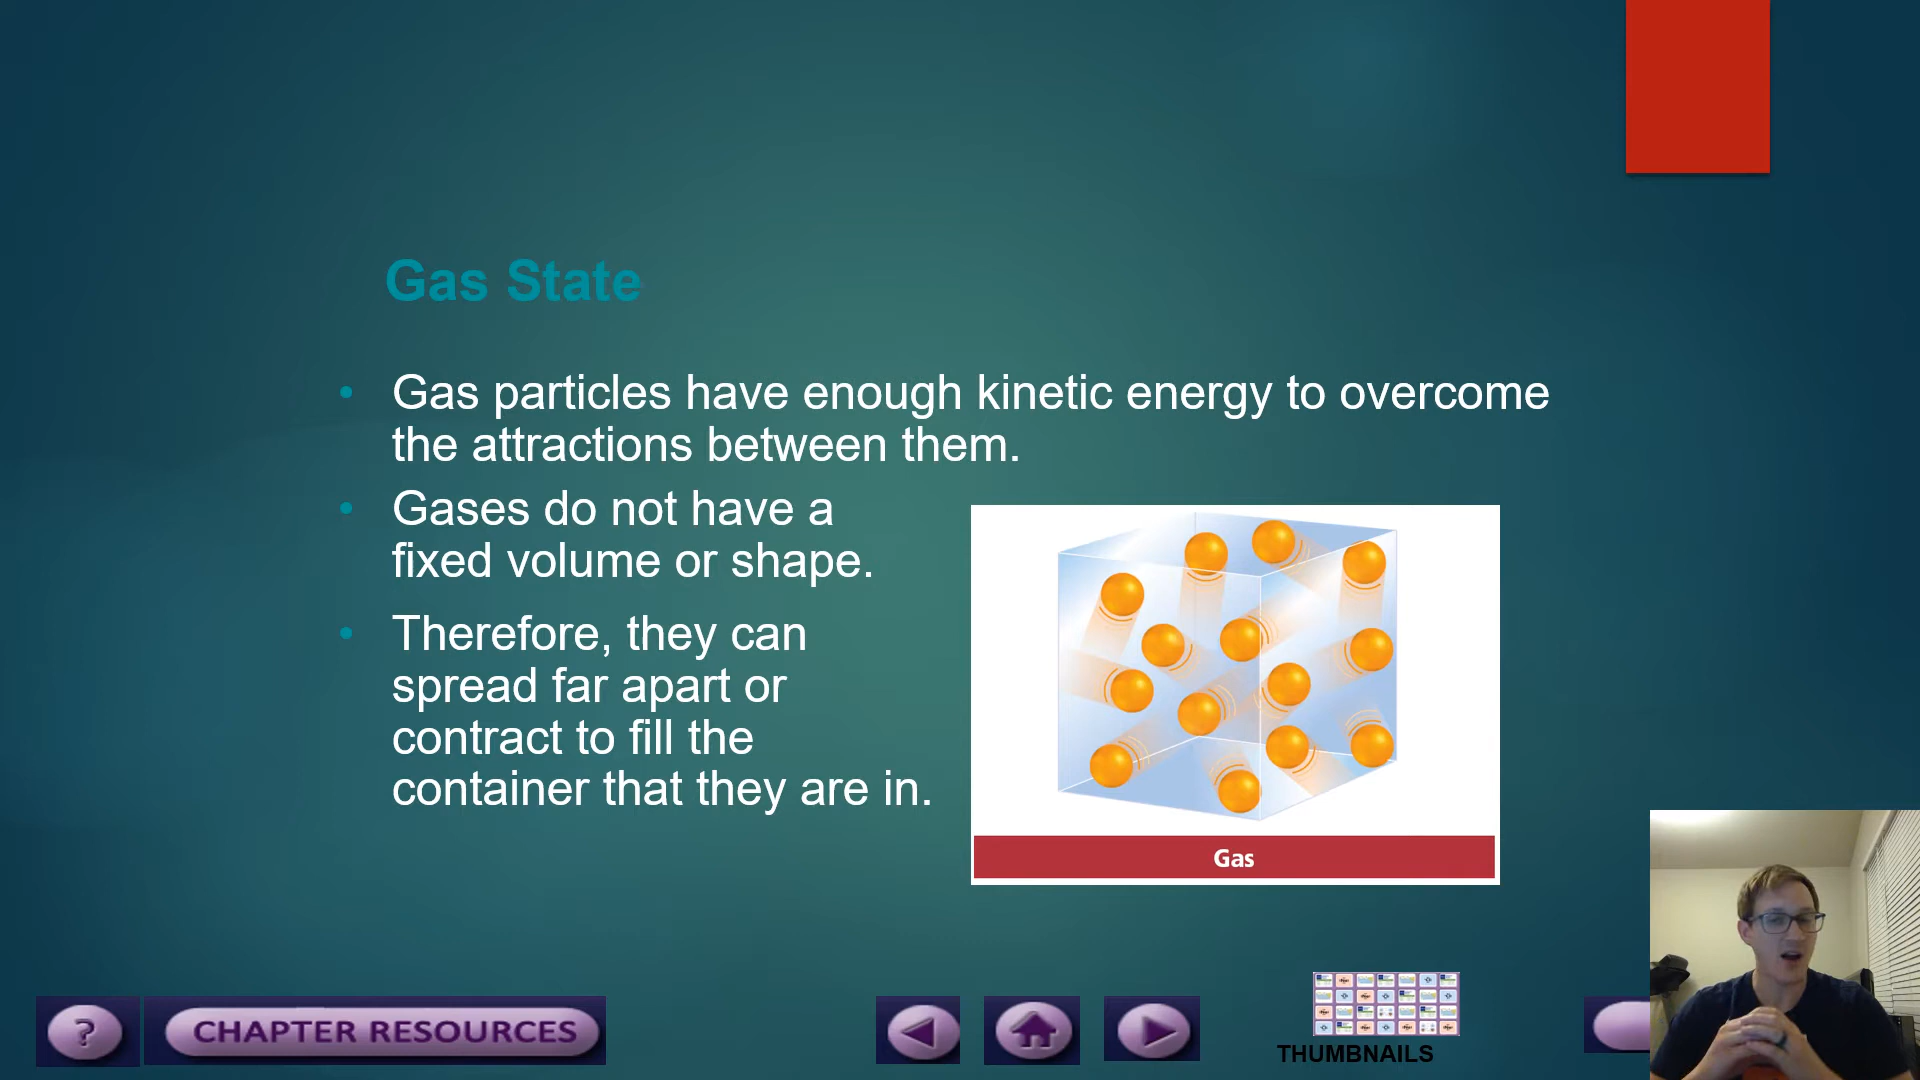 Gas State
• Gas particles have enough kinetic energy to overcome
the attractions between them.
• Gases do not have a
fixed volume or shape.
• Therefore, they can
spread far apart or
contract to fill the
container that they are in.
Gas
?
CHAPTER RESOURCES
THUMBNAILS